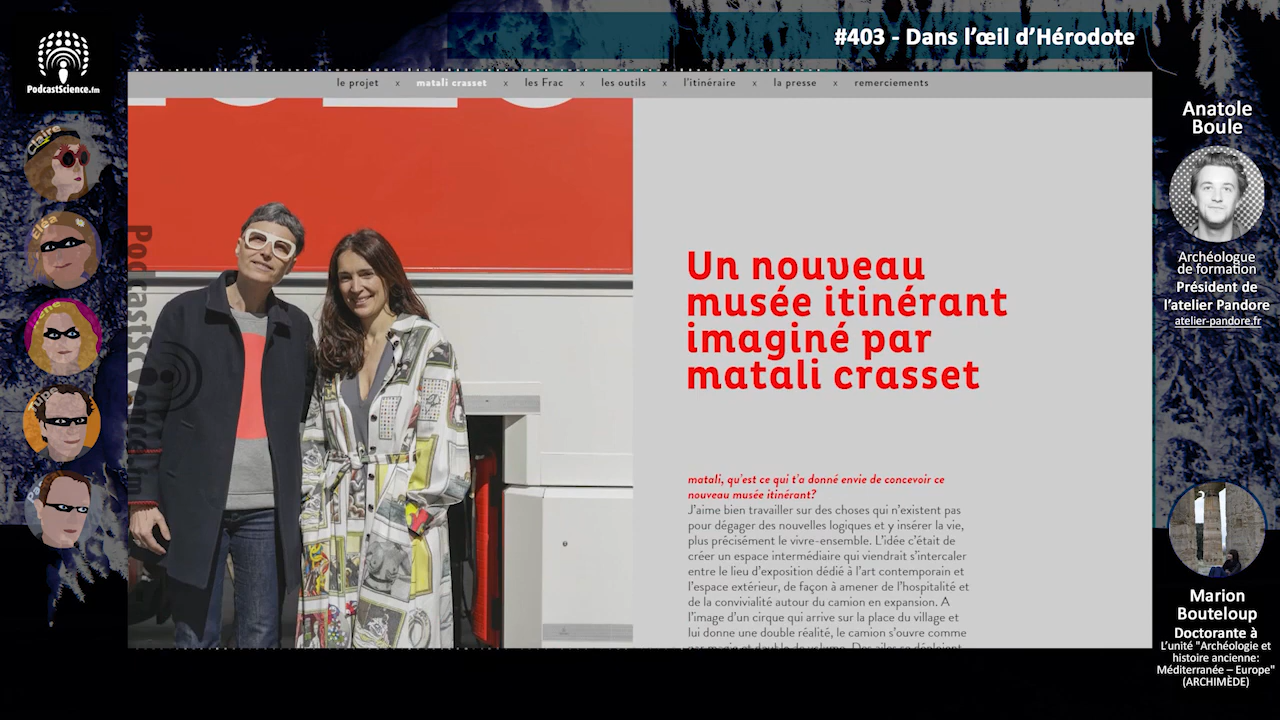 #403 - Dans l’œil d’Hérodote
PodcastScience.fm
le projet x matali crasset x les Frac x les outils x l'itinéraire x la presse x remerciements
Claire
Eléa
Un nouveau
musée itinérant
imaginé par
matali crasset
matali, qu'est ce qui t'a donné envie de concevoir ce
nouveau musée itinérant?
J'aime bien travailler sur des choses qui n'existent pas
pour dégager des nouvelles logiques et y insérer la vie,
plus précisément le vivre-ensemble. L'idée c'était de
créer un espace intermédiaire qui viendrait s'intercaler
entre le lieu d'exposition dédié à l'art contemporain et
l'espace extérieur, de façon à amener de l'hospitalité et
de la convivialité autour du camion en expansion. A
l'image d'un cirque qui arrive sur la place du village et
lui donne une double réalité, le camion s'ouvre comme
Anatole
Boule
Archéologue
de formation
Président de
l’atelier Pandore
atelier-pandore.fr
Marion
Bouteloup
Doctorante à
L’unité "Archéologie et
histoire ancienne:
Méditerranée – Europe"
(ARCHIMÈDE)